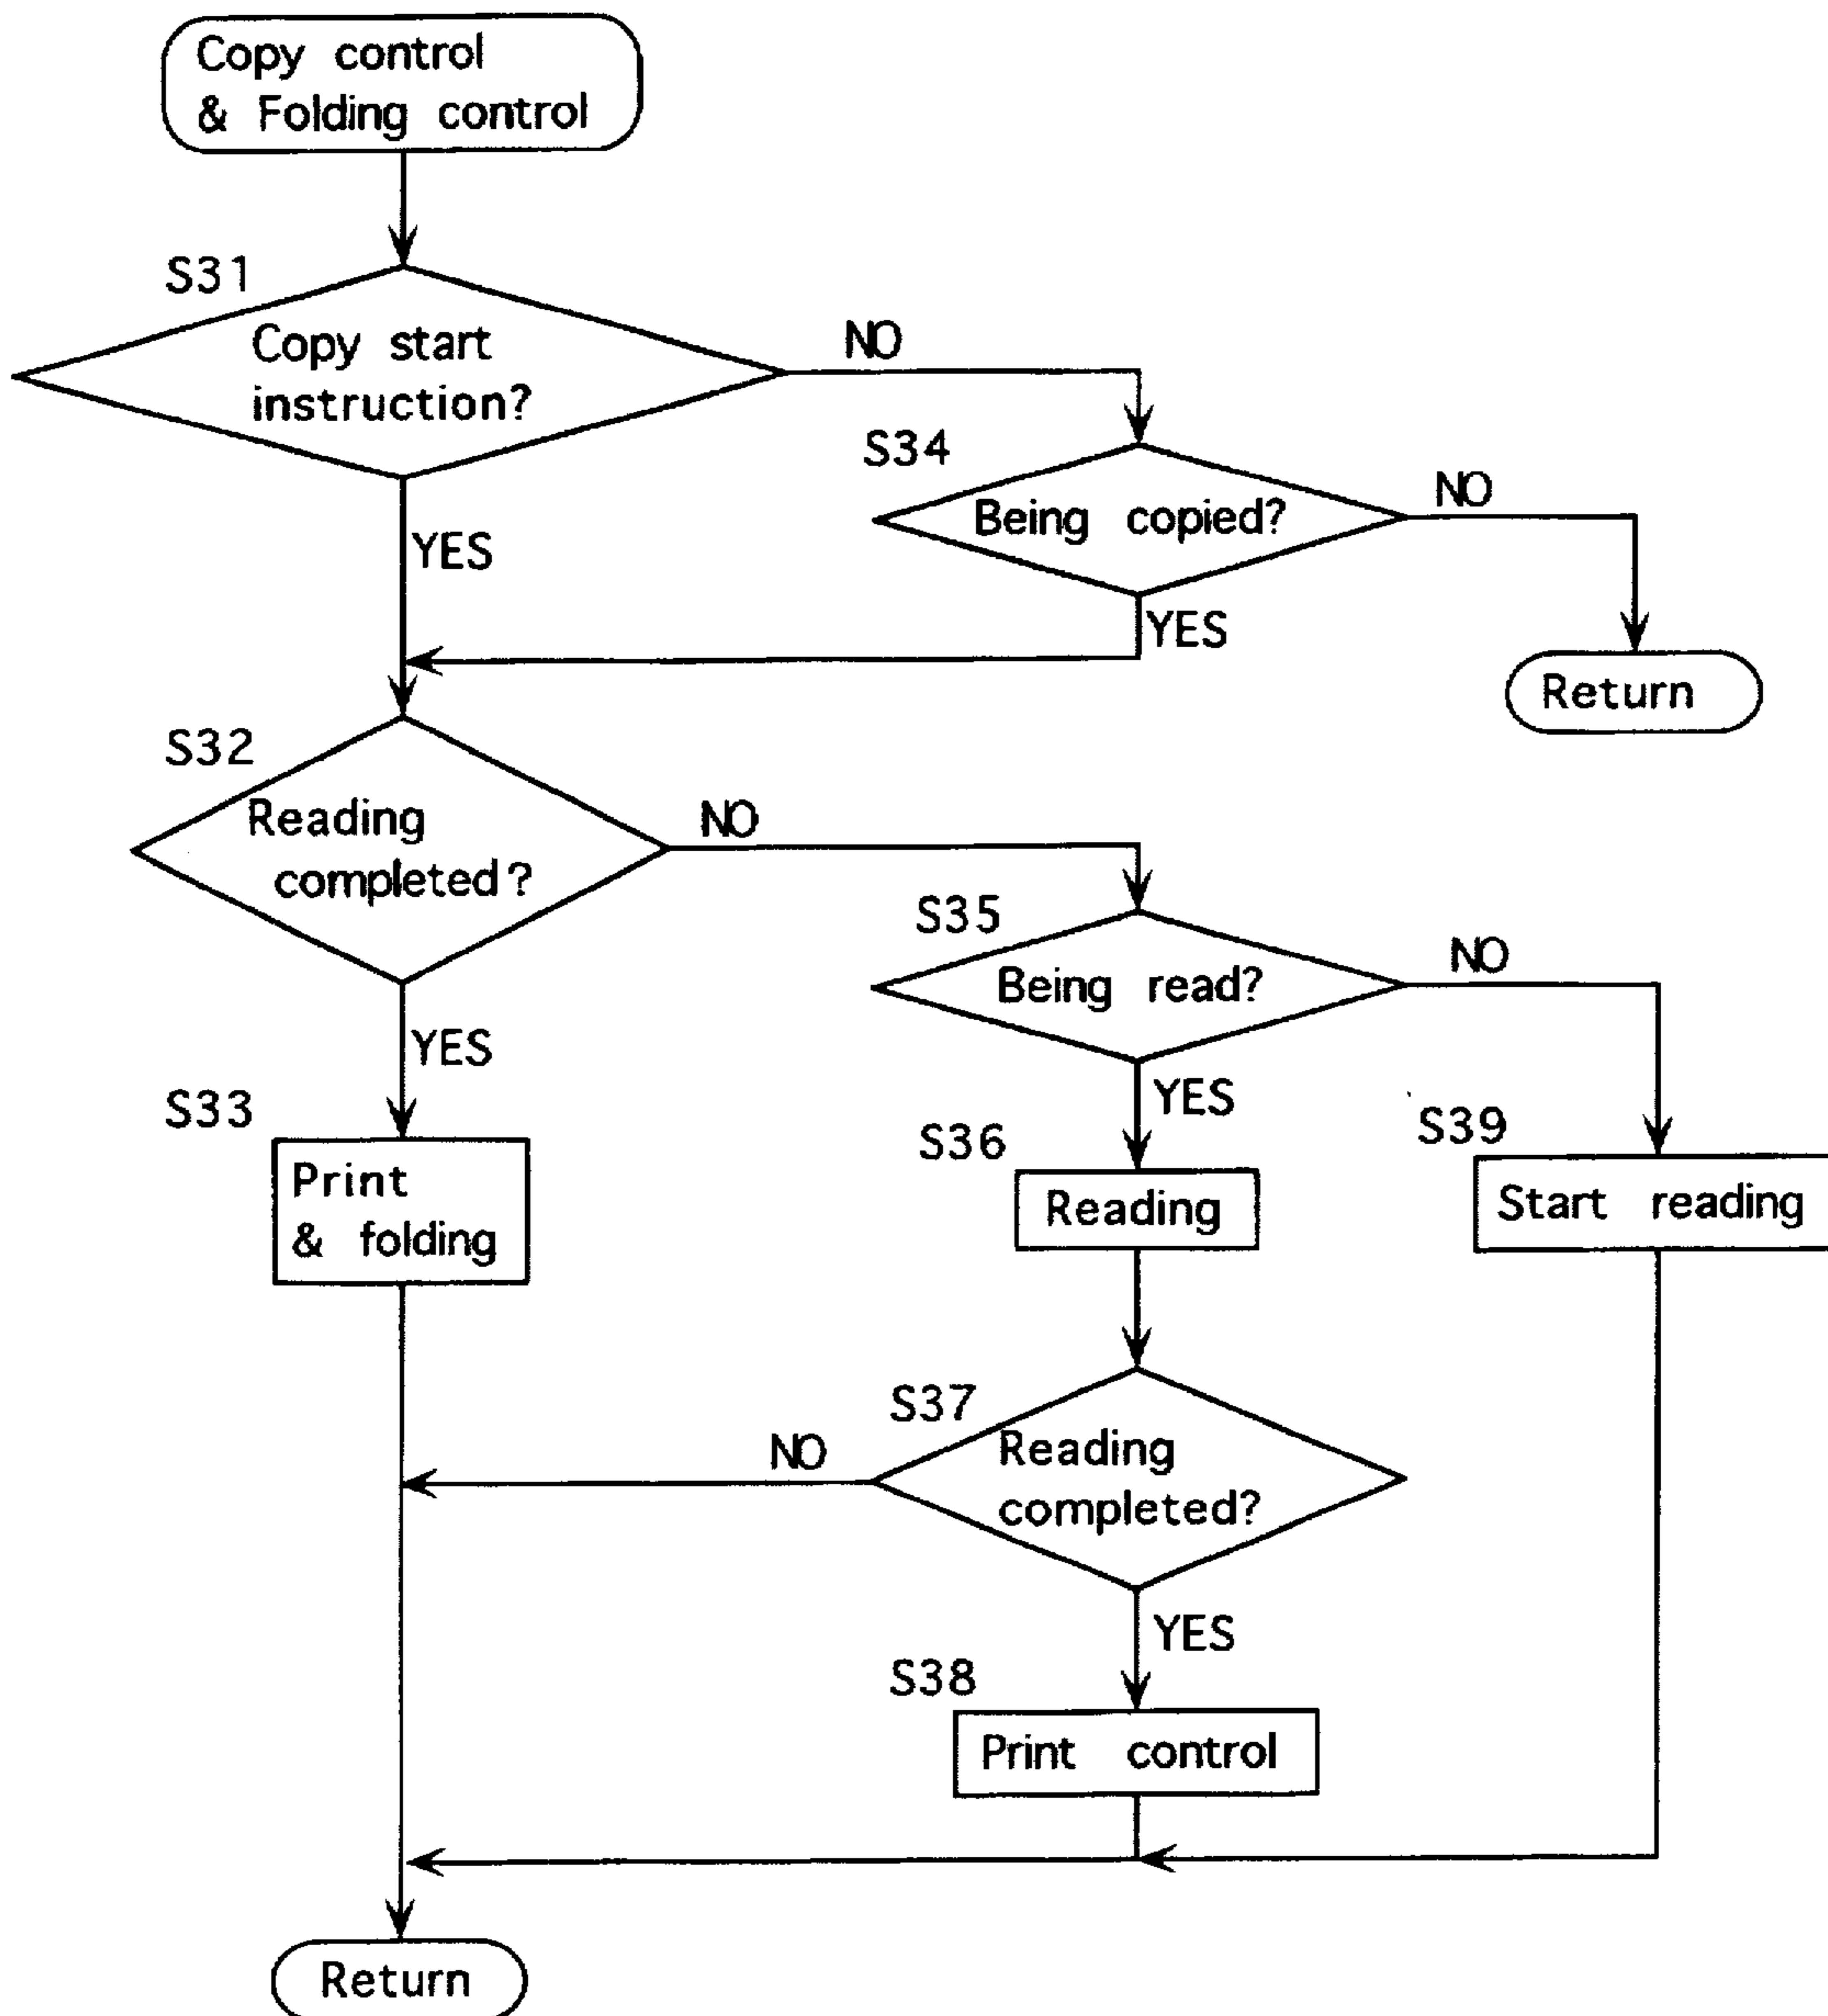 Copy control
& Folding control
S31
Copy start
instruction?
NO
S34
Being copied?
NO
YES
YES
Return
S32
Reading
completed?
NO
S35
Being read?
NO
YES
YES
S33
Print
& folding
S36
Reading
S39
Start reading
S37
Reading
completed?
NO
YES
S38
Print control
Return